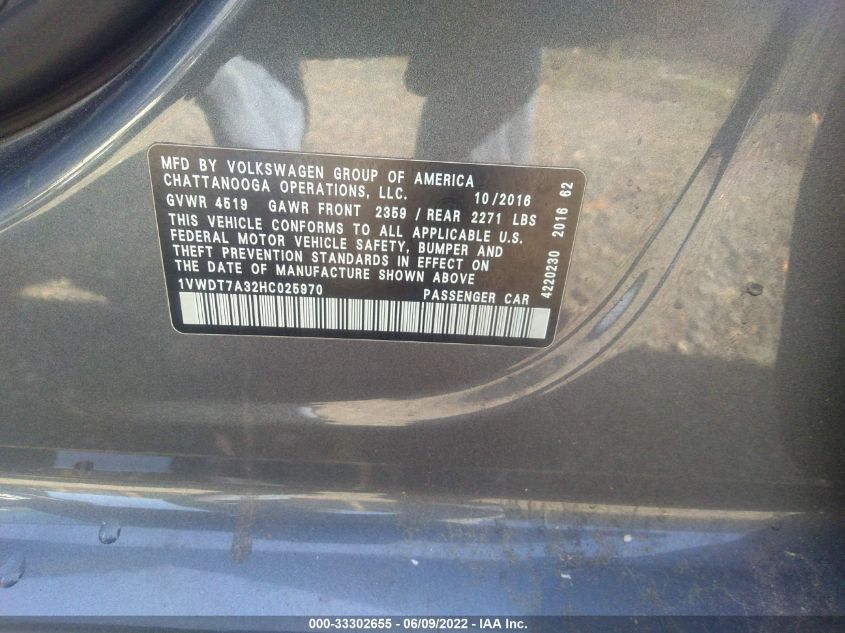 MFD BY VOLKSWAGEN GROUP OF AMERICA
CHATTANOOGA OPERATIONS, LLC. 10/2016
GVWR 4519 GAWR FRONT 2359 / REAR 2271 LBS
THIS VEHICLE CONFORMS TO ALL APPLICABLE U.S.
FEDERAL MOTOR VEHICLE SAFETY, BUMPER AND
THEFT PREVENTION STANDARDS IN EFFECT ON
THE DATE OF MANUFACTURE SHOWN ABOVE
1VWDT7A32HC025970 PASSENGER CAR
4220230 2016 62
000-33302655 - 06/09/2022 - IAA Inc.